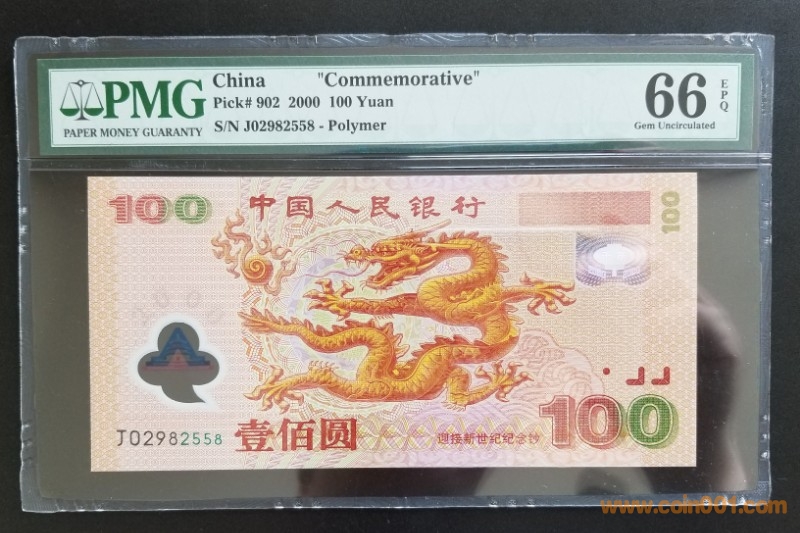 PMG
PAPER MONEY GUARANTY
China "Commemorative"
Pick# 902 2000 100 Yuan
S/N J02982558 - Polymer
66
EPQ
Gem Uncirculated
100
中国人民银行
100
J02982558
壹佰圆
迎接新世纪纪念钞
100
www.coin001.com